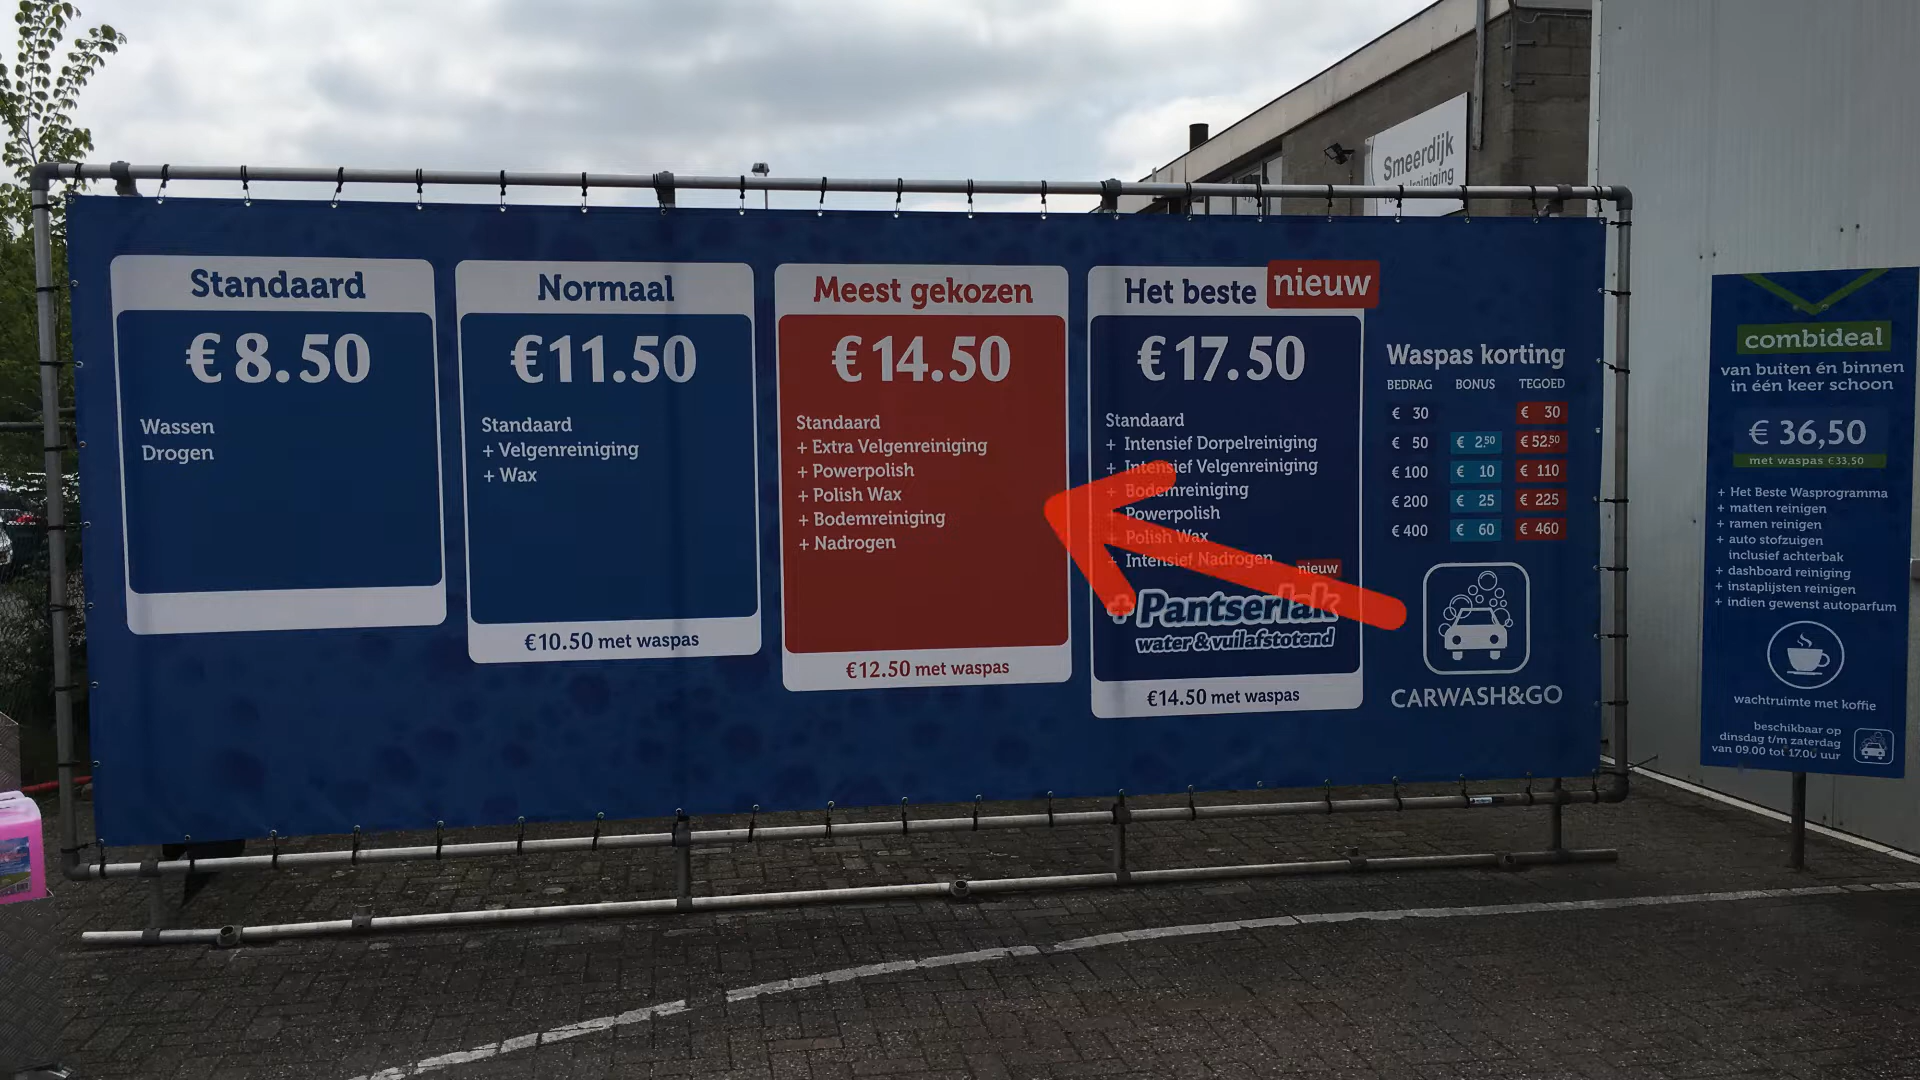 Smeerdijk
Standaard
€ 8.50
Wassen
Drogen
Normaal
€11.50
Standaard
+ Velgenreiniging
+ Wax
€10.50 met waspas
Meest gekozen
€14.50
Standaard
+ Extra Velgenreiniging
+ Powerpolish
+ Polish Wax
+ Bodemreiniging
+ Nadrogen
€12.50 met waspas
Het beste nieuw
€17.50
Standaard
+ Intensief Dorpelreiniging
+ Intensief Velgenreiniging
+ Bodemreiniging
+ Powerpolish
+ Polish Wax
+ Intensief Nadrogen nieuw
+ Pantserlak
water & vuilafstotend
€14.50 met waspas
Waspas korting
BEDRAG BONUS TEGOED
€ 30 € 30
€ 50 € 2,50 € 52,50
€ 100 € 10 € 110
€ 200 € 25 € 225
€ 400 € 60 € 460
CARWASH&GO
combideal
van buiten én binnen
in één keer schoon
€ 36,50
met waspas €33,50
+ Het Beste Wasprogramma
+ matten reinigen
+ ramen reinigen
+ auto stofzuigen
inclusief achterbak
+ dashboard reiniging
+ instaplijsten reinigen
+ indien gewenst autoparfum
wachtruimte met koffie
beschikbaar op
dinsdag t/m zaterdag
van 09.00 tot 17.00 uur